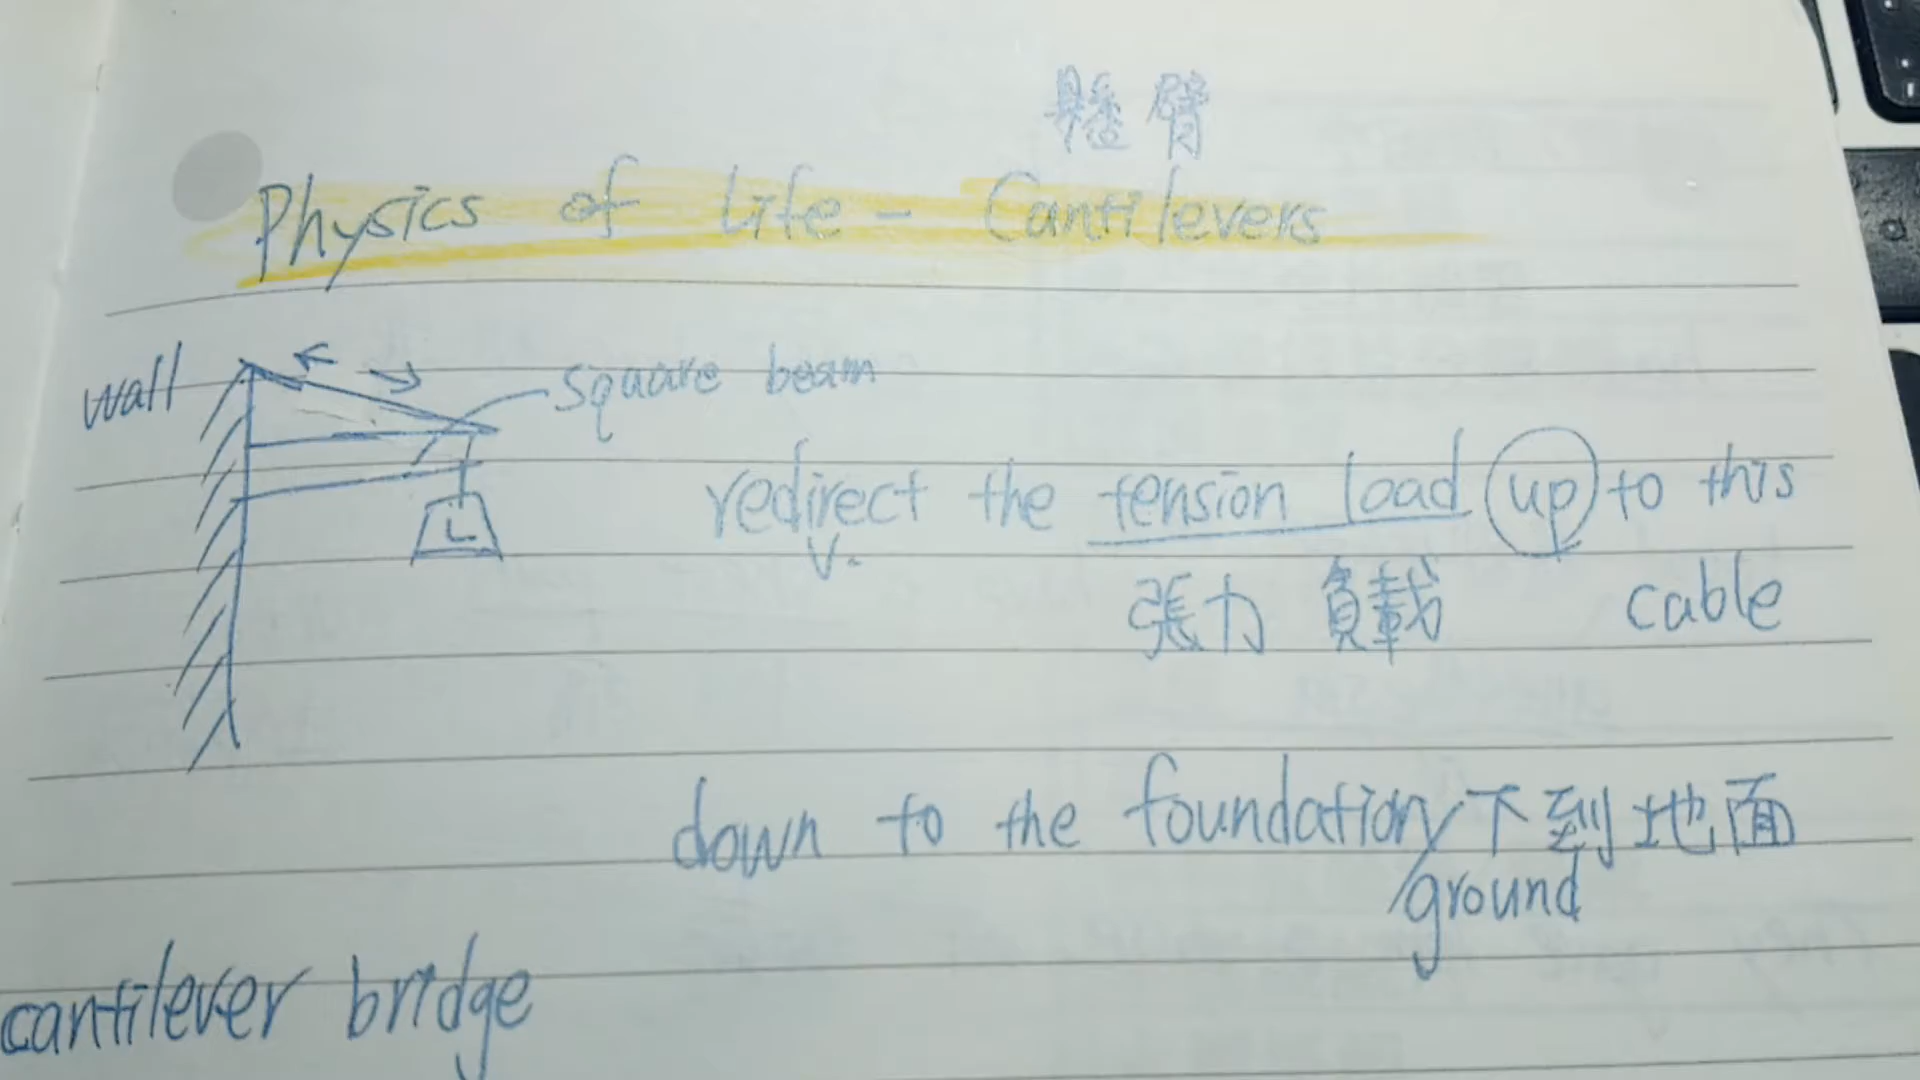 懸臂
Physics of Life - Cantilevers
wall
square beam
redirect the tension load up to this
v.
張力 負載 cable
L
down to the foundation/ 下到地面
ground
cantilever bridge